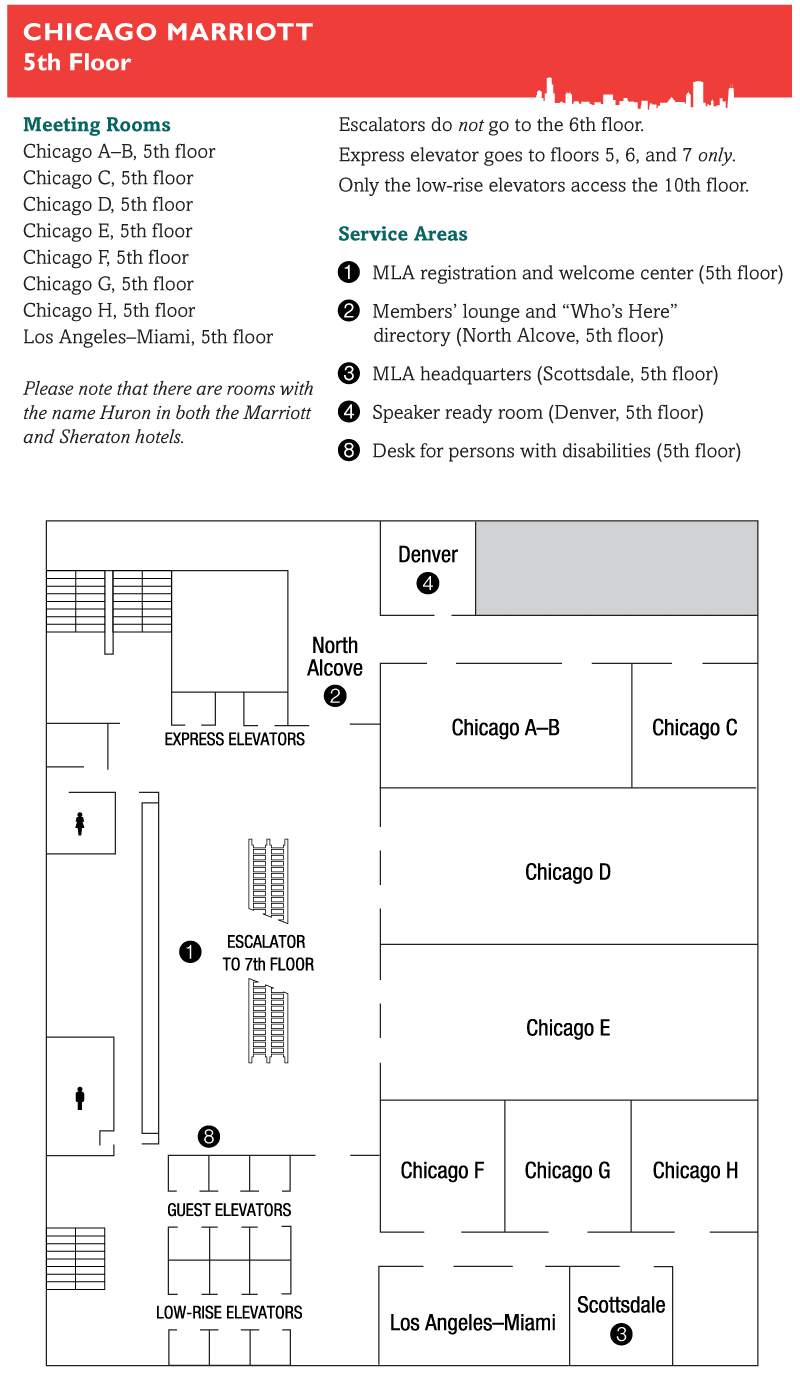 CHICAGO MARRIOTT
5th Floor
Meeting Rooms
Chicago A–B, 5th floor
Chicago C, 5th floor
Chicago D, 5th floor
Chicago E, 5th floor
Chicago F, 5th floor
Chicago G, 5th floor
Chicago H, 5th floor
Los Angeles–Miami, 5th floor
Please note that there are rooms with
the name Huron in both the Marriott
and Sheraton hotels.
Escalators do not go to the 6th floor.
Express elevator goes to floors 5, 6, and 7 only.
Only the low-rise elevators access the 10th floor.
Service Areas
1 MLA registration and welcome center (5th floor)
2 Members’ lounge and “Who’s Here”
directory (North Alcove, 5th floor)
3 MLA headquarters (Scottsdale, 5th floor)
4 Speaker ready room (Denver, 5th floor)
8 Desk for persons with disabilities (5th floor)
Denver
4
North
Alcove
2
EXPRESS ELEVATORS
Chicago A–B
Chicago C
Chicago D
1
ESCALATOR
TO 7th FLOOR
Chicago E
8
Chicago F
Chicago G
Chicago H
GUEST ELEVATORS
LOW-RISE ELEVATORS
Los Angeles–Miami
Scottsdale
3